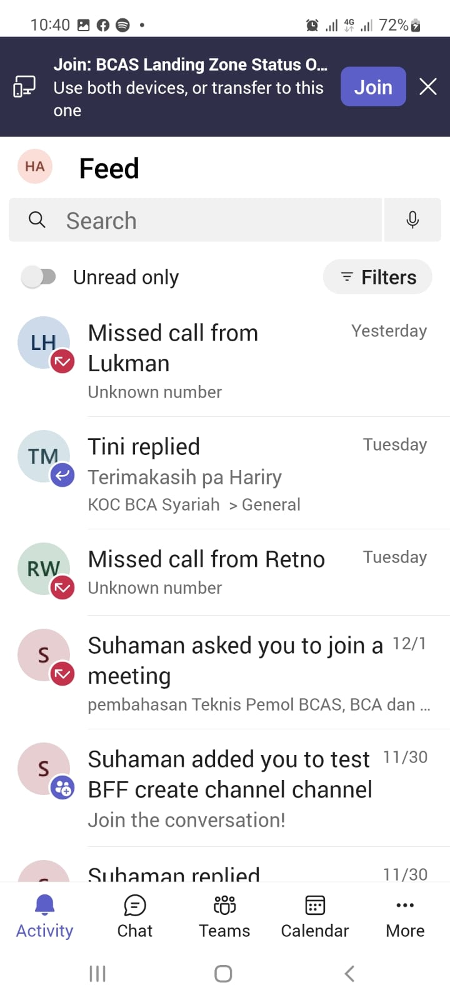 10:40
4G
72%
Join: BCAS Landing Zone Status O...
Use both devices, or transfer to this
one
Join
HA
Feed
Search
Unread only
Filters
LH
Missed call from
Lukman
Yesterday
Unknown number
TM
Tini replied
Tuesday
Terimakasih pa Hariry
KOC BCA Syariah > General
RW
Missed call from Retno
Tuesday
Unknown number
S
Suhaman asked you to join a
meeting
12/1
pembahasan Teknis Pemol BCAS, BCA dan ...
S
Suhaman added you to test
BFF create channel channel
11/30
Join the conversation!
Suhaman replied
11/30
Activity
Chat
Teams
Calendar
More